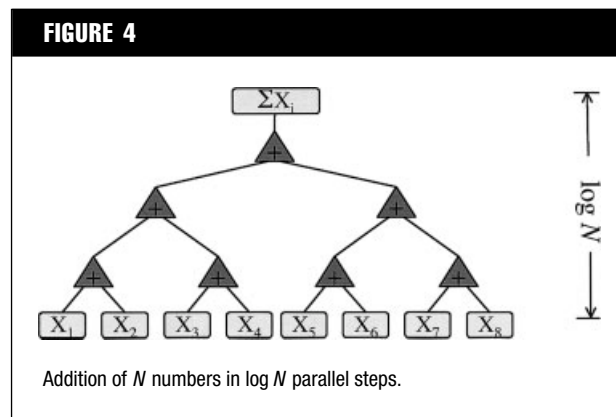 FIGURE 4
ΣXᵢ
+
+ +
+ + + +
log N
X₁ X₂ X₃ X₄ X₅ X₆ X₇ X₈
Addition of N numbers in log N parallel steps.